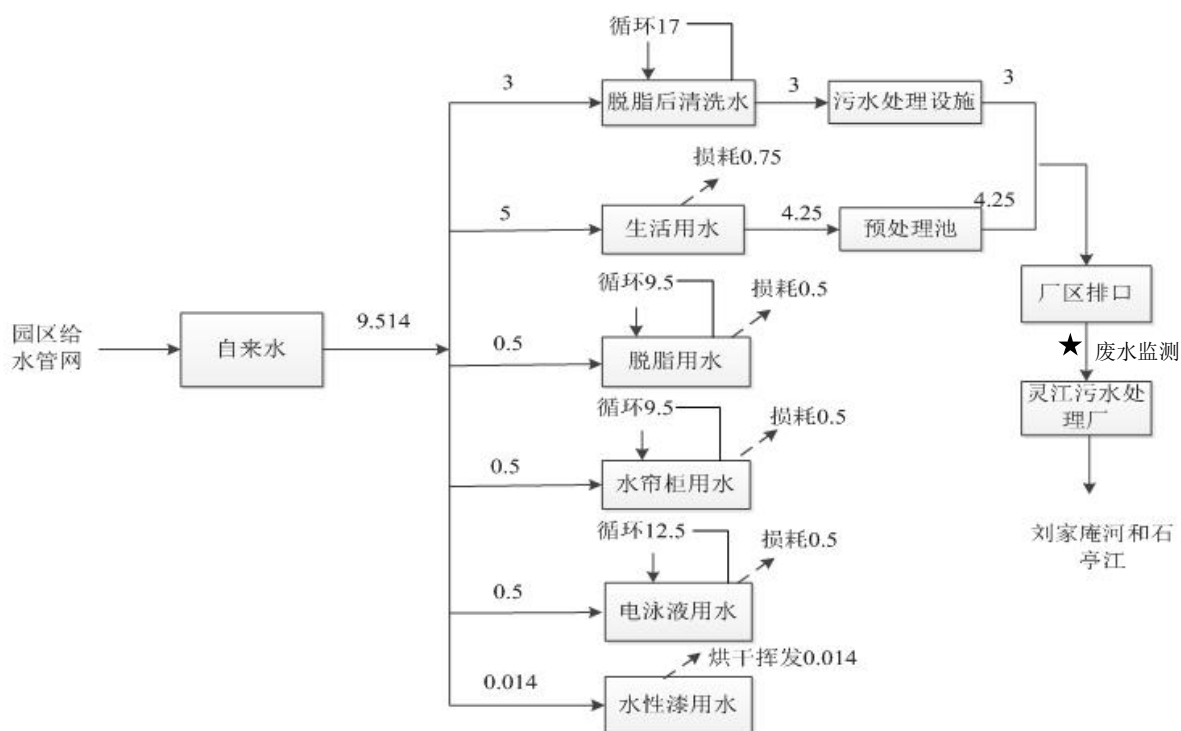 循环17
3
脱脂后清洗水
3
污水处理设施
3
损耗0.75
5
生活用水
4.25
预处理池
4.25
循环9.5
损耗0.5
厂区排口
园区给
水管网
自来水
9.514
0.5
脱脂用水
★ 废水监测
灵江污水处
理厂
循环9.5
损耗0.5
0.5
水帘柜用水
循环12.5
损耗0.5
刘家庵河和石
亭江
0.5
电泳液用水
烘干挥发0.014
0.014
水性漆用水